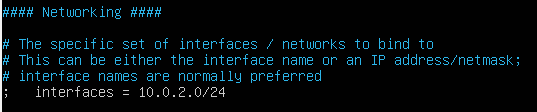 #### Networking ####
# The specific set of interfaces / networks to bind to
# This can be either the interface name or an IP address/netmask;
# interface names are normally preferred
;   interfaces = 10.0.2.0/24